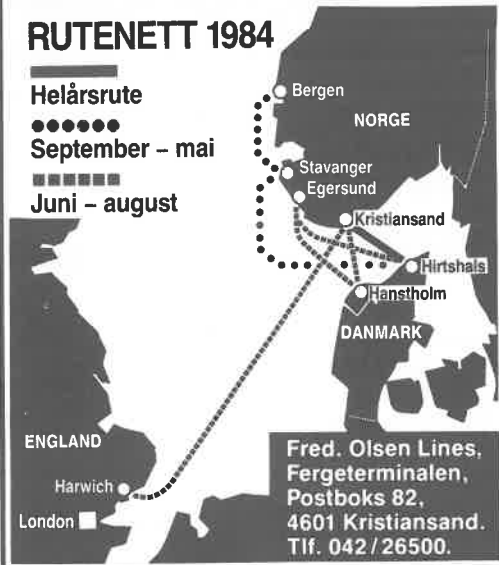 RUTENETT 1984
Helårsrute
September – mai
Juni – august
Bergen
NORGE
Stavanger
Egersund
Kristiansand
Hirtshals
Hanstholm
DANMARK
ENGLAND
Harwich
London
Fred. Olsen Lines,
Fergeterminalen,
Postboks 82,
4601 Kristiansand.
Tlf. 042/26500.